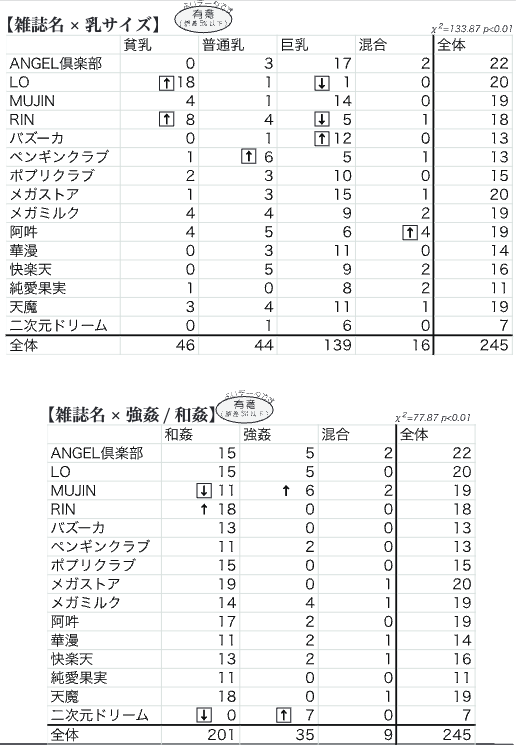 【雑誌名 × 乳サイズ】 有意 χ²=133.87 p<0.01
貧乳 普通乳 巨乳 混合 全体
ANGEL倶楽部 0 3 17 2 22
LO ↑18 1 ↓ 1 0 20
MUJIN 4 1 14 0 19
RIN ↑ 8 4 ↓ 5 1 18
バズーカ 0 1 ↑12 0 13
ペンギンクラブ 1 ↑ 6 5 1 13
ポプリクラブ 2 3 10 0 15
メガストア 1 3 15 1 20
メガミルク 4 4 9 2 19
阿吽 4 5 6 ↑4 19
華漫 0 3 11 0 14
快楽天 0 5 9 2 16
純愛果実 1 0 8 2 11
天魔 3 4 11 1 19
二次元ドリーム 0 1 6 0 7
全体 46 44 139 16 245
【雑誌名 × 強姦 / 和姦】 有意 χ²=77.87 p<0.01
和姦 強姦 混合 全体
ANGEL倶楽部 15 5 2 22
LO 15 5 0 20
MUJIN ↓ 11 ↑ 6 2 19
RIN ↑ 18 0 0 18
バズーカ 13 0 0 13
ペンギンクラブ 11 2 0 13
ポプリクラブ 15 0 0 15
メガストア 19 0 1 20
メガミルク 14 4 1 19
阿吽 17 2 0 19
華漫 11 2 1 14
快楽天 13 2 1 16
純愛果実 11 0 0 11
天魔 18 0 1 19
二次元ドリーム ↓ 0 ↑ 7 0 7
全体 201 35 9 245